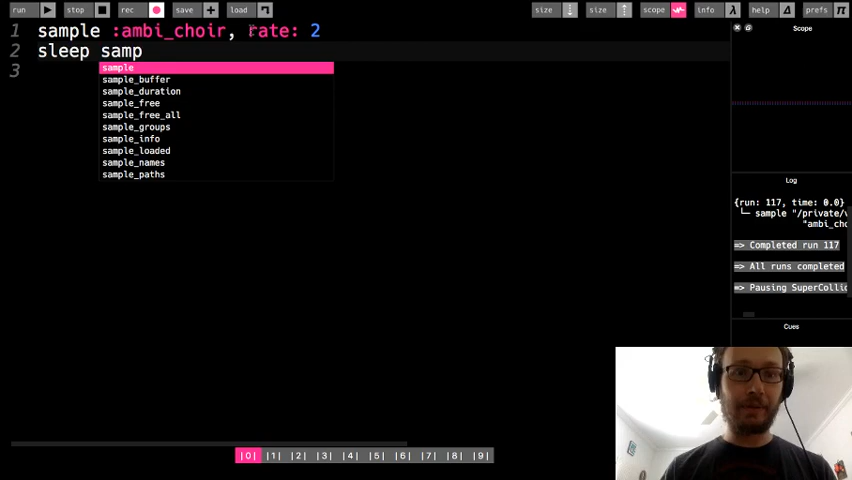 run stop rec save load size size scope info help prefs
1 sample :ambi_choir, rate: 2
2 sleep samp
3
sample
sample_buffer
sample_duration
sample_free
sample_free_all
sample_groups
sample_info
sample_loaded
sample_names
sample_paths
Scope
Log
{run: 117, time: 0.0}
└─ sample "/private/v
"ambi_cho
=> Completed run 117
=> All runs completed
=> Pausing SuperCollid
Cues
|0| |1| |2| |3| |4| |5| |6| |7| |8| |9|